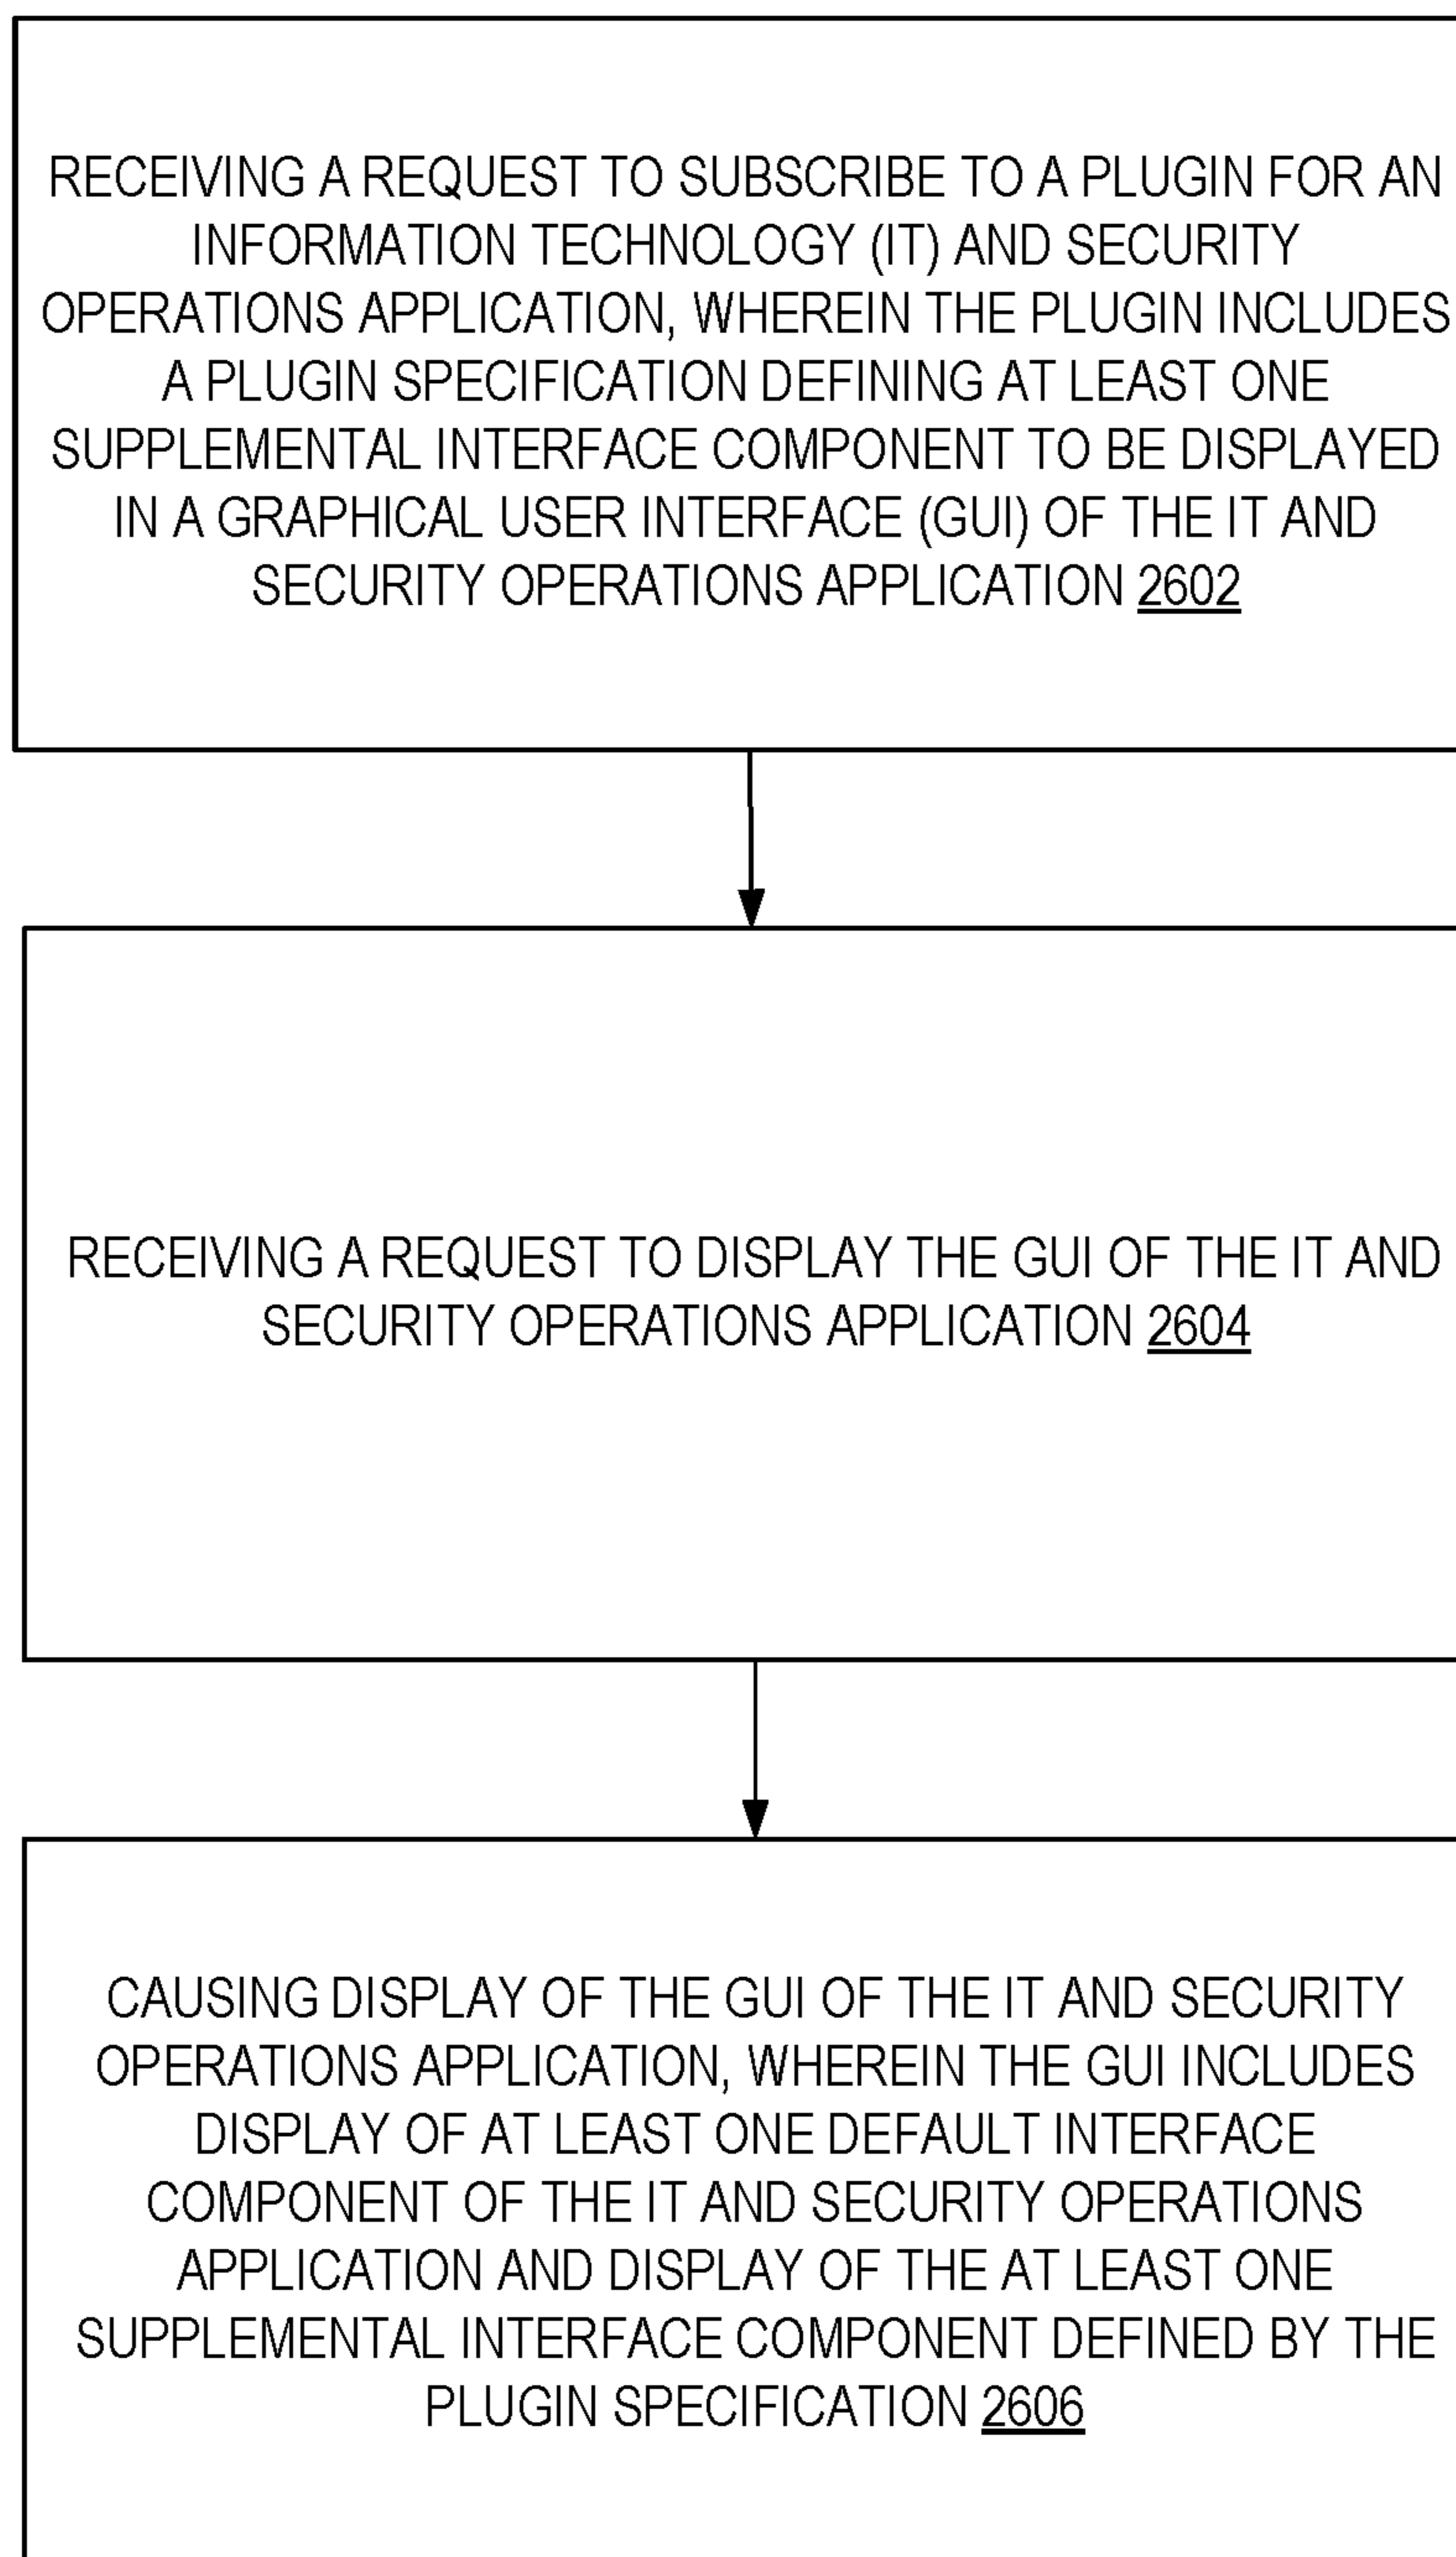 RECEIVING A REQUEST TO SUBSCRIBE TO A PLUGIN FOR AN
INFORMATION TECHNOLOGY (IT) AND SECURITY
OPERATIONS APPLICATION, WHEREIN THE PLUGIN INCLUDES
A PLUGIN SPECIFICATION DEFINING AT LEAST ONE
SUPPLEMENTAL INTERFACE COMPONENT TO BE DISPLAYED
IN A GRAPHICAL USER INTERFACE (GUI) OF THE IT AND
SECURITY OPERATIONS APPLICATION 2602
RECEIVING A REQUEST TO DISPLAY THE GUI OF THE IT AND
SECURITY OPERATIONS APPLICATION 2604
CAUSING DISPLAY OF THE GUI OF THE IT AND SECURITY
OPERATIONS APPLICATION, WHEREIN THE GUI INCLUDES
DISPLAY OF AT LEAST ONE DEFAULT INTERFACE
COMPONENT OF THE IT AND SECURITY OPERATIONS
APPLICATION AND DISPLAY OF THE AT LEAST ONE
SUPPLEMENTAL INTERFACE COMPONENT DEFINED BY THE
PLUGIN SPECIFICATION 2606